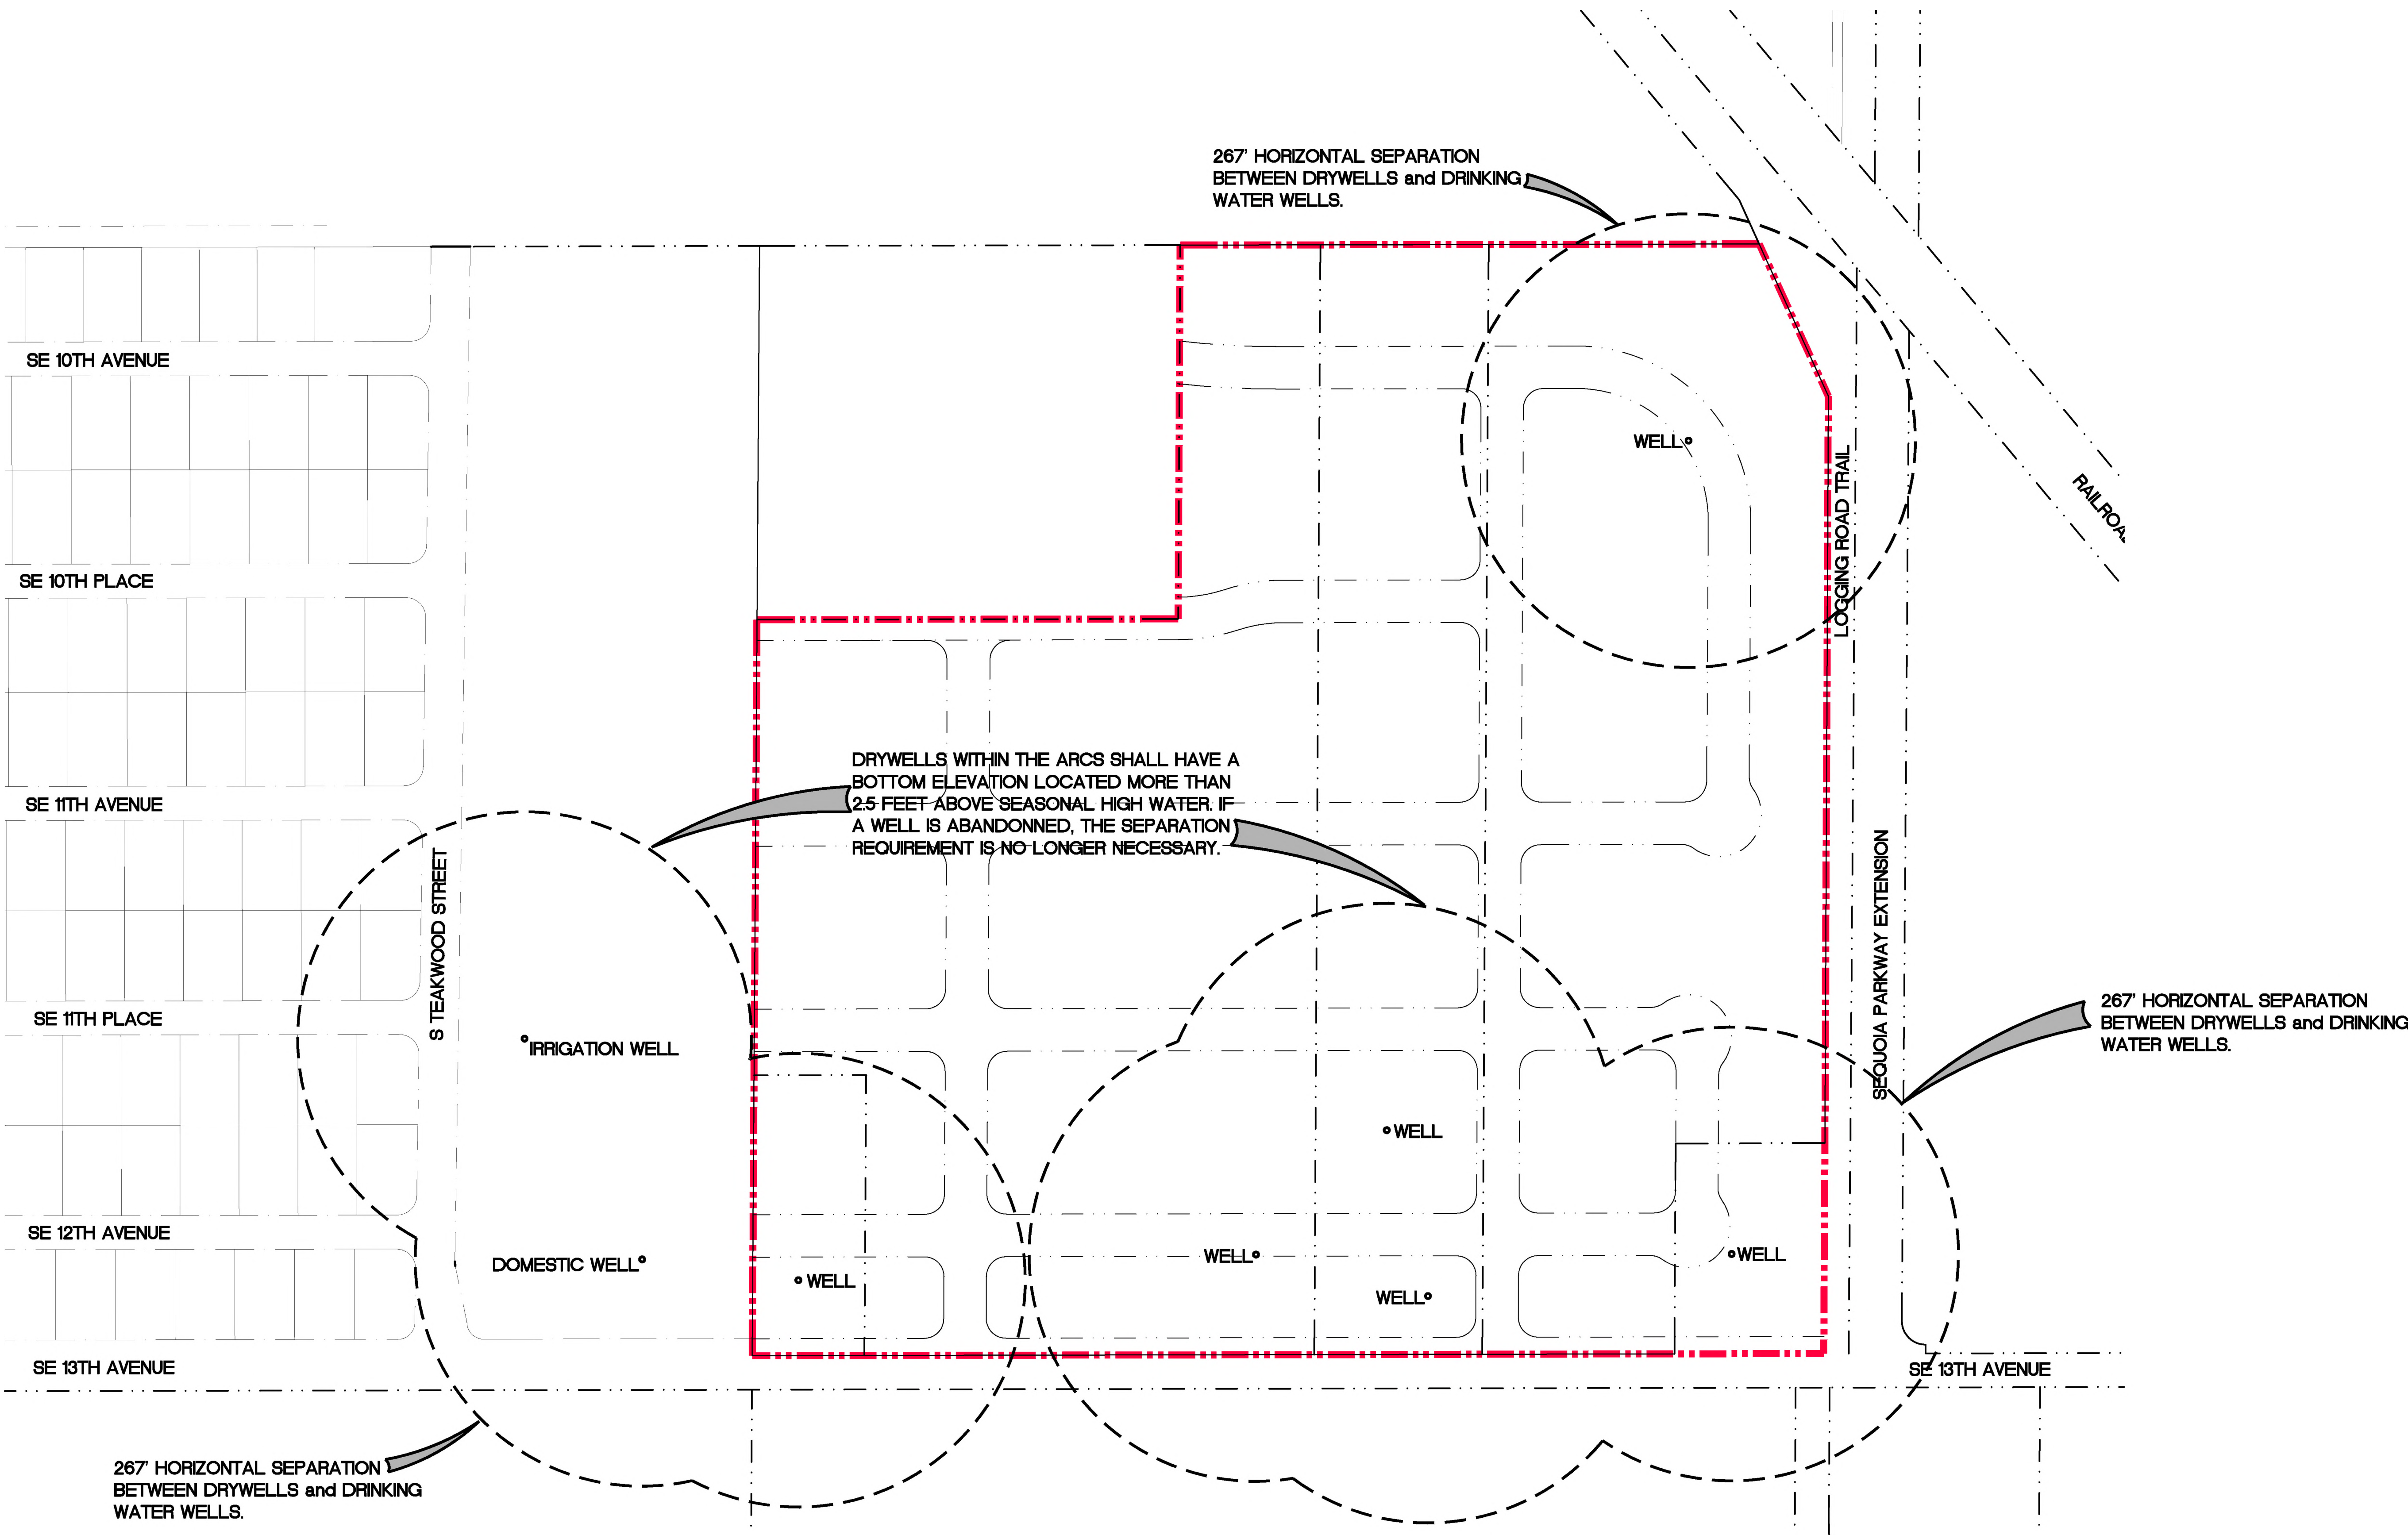 267' HORIZONTAL SEPARATION
BETWEEN DRYWELLS and DRINKING
WATER WELLS.
SE 10TH AVENUE
WELL
LOGGING ROAD TRAIL
RAILROA
SE 10TH PLACE
DRYWELLS WITHIN THE ARCS SHALL HAVE A
BOTTOM ELEVATION LOCATED MORE THAN
2.5 FEET ABOVE SEASONAL HIGH WATER. IF
A WELL IS ABANDONNED, THE SEPARATION
REQUIREMENT IS NO LONGER NECESSARY.
SE 11TH AVENUE
S TEAKWOOD STREET
SEQUOIA PARKWAY EXTENSION
267' HORIZONTAL SEPARATION
BETWEEN DRYWELLS and DRINKING
WATER WELLS.
SE 11TH PLACE
IRRIGATION WELL
WELL
SE 12TH AVENUE
DOMESTIC WELL
WELL
WELL
WELL
WELL
SE 13TH AVENUE
SE 13TH AVENUE
267' HORIZONTAL SEPARATION
BETWEEN DRYWELLS and DRINKING
WATER WELLS.